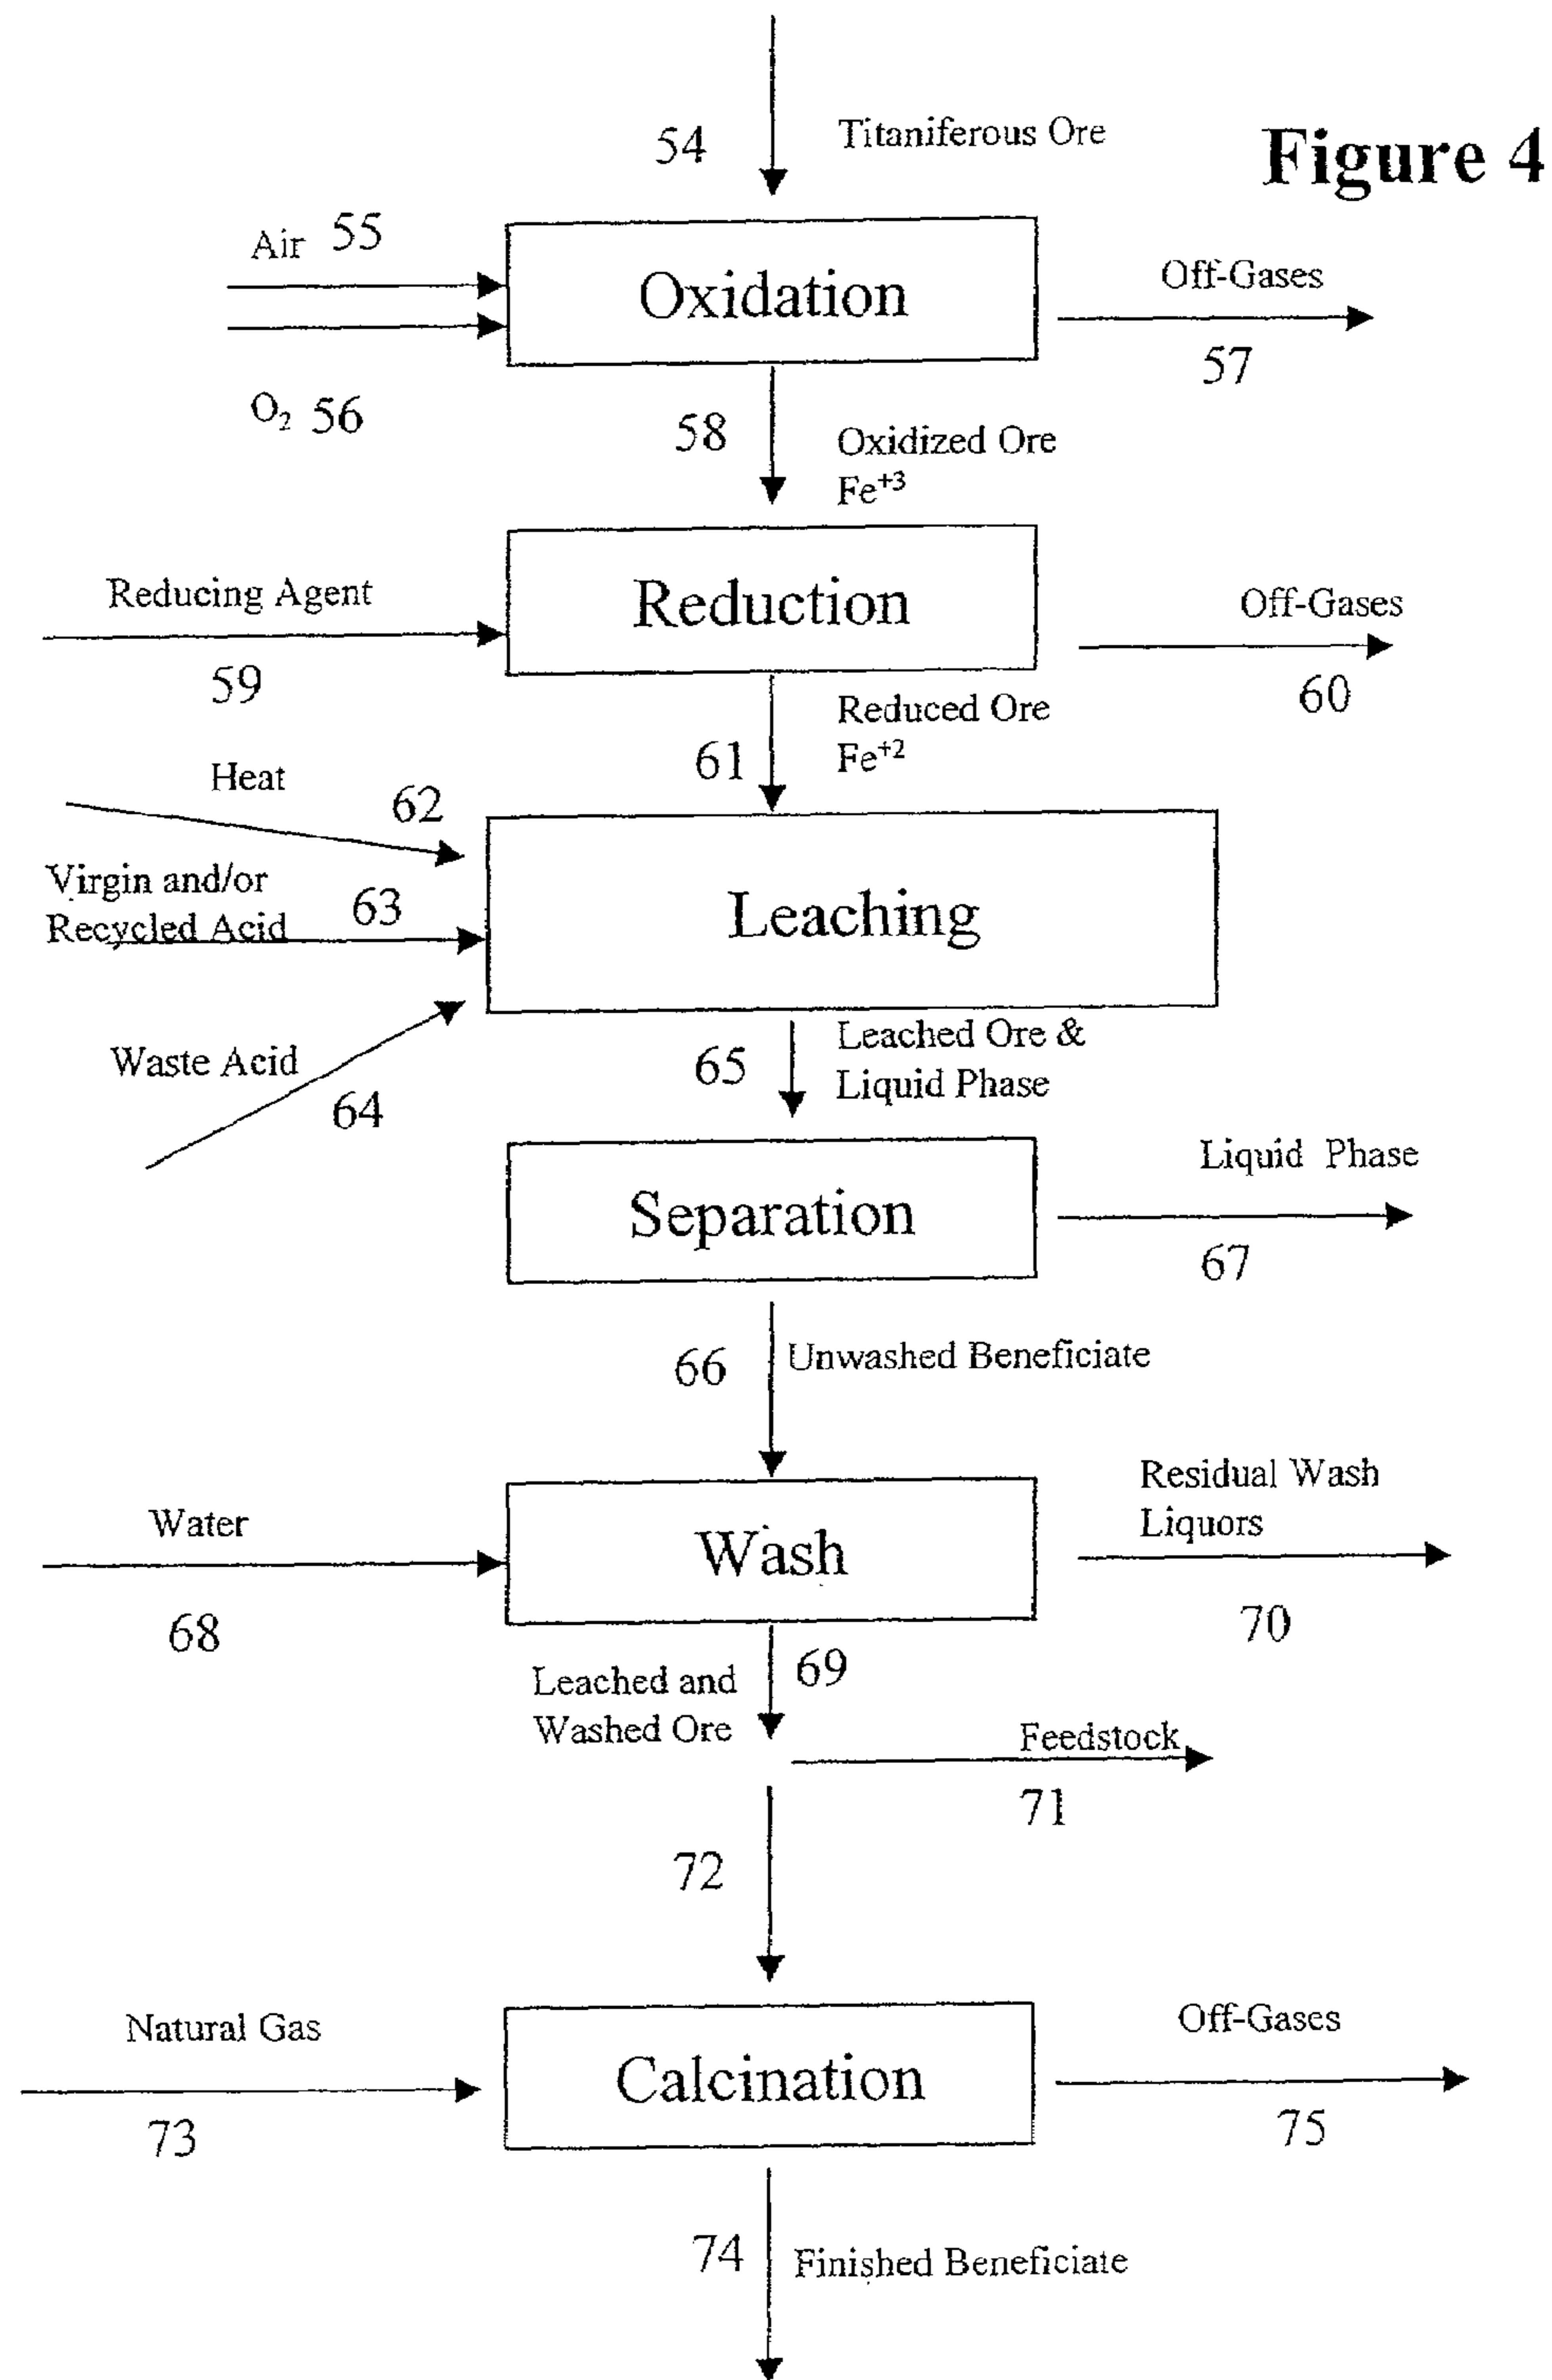 54
Titaniferous Ore
Figure 4
Air 55
Oxidation
Off-Gases
57
O₂ 56
58
Oxidized Ore
Fe⁺³
Reducing Agent
59
Reduction
Off-Gases
60
61
Reduced Ore
Fe⁺²
Heat
62
Virgin and/or
Recycled Acid
63
Leaching
Waste Acid
64
65
Leached Ore &
Liquid Phase
Separation
Liquid Phase
67
66
Unwashed Beneficiate
Water
68
Wash
Residual Wash
Liquors
70
Leached and
Washed Ore
69
Feedstock
71
72
Natural Gas
73
Calcination
Off-Gases
75
74
Finished Beneficiate